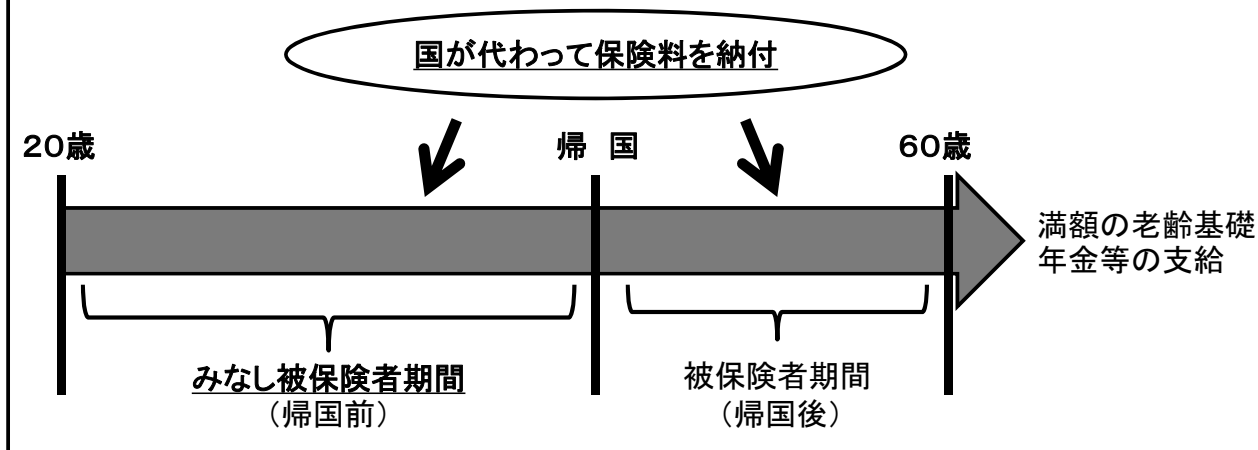 国が代わって保険料を納付
20歳
帰 国
60歳
満額の老齢基礎
年金等の支給
みなし被保険者期間
（帰国前）
被保険者期間
（帰国後）